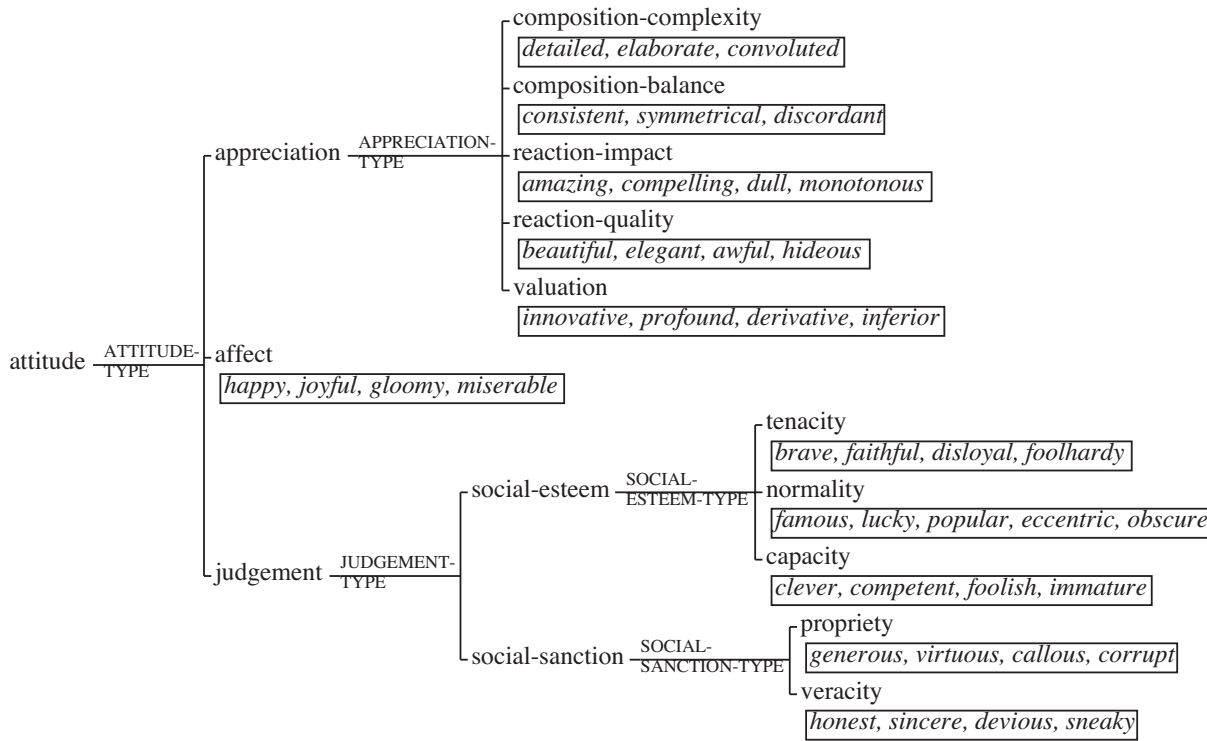 composition-complexity
detailed, elaborate, convoluted
composition-balance
consistent, symmetrical, discordant
appreciation APPRECIATION-
TYPE
reaction-impact
amazing, compelling, dull, monotonous
reaction-quality
beautiful, elegant, awful, hideous
valuation
innovative, profound, derivative, inferior
attitude ATTITUDE-
TYPE
affect
happy, joyful, gloomy, miserable
tenacity
brave, faithful, disloyal, foolhardy
social-esteem SOCIAL-
ESTEEM-TYPE
normality
famous, lucky, popular, eccentric, obscure
capacity
clever, competent, foolish, immature
judgement JUDGEMENT-
TYPE
propriety
generous, virtuous, callous, corrupt
social-sanction SOCIAL-
SANCTION-TYPE
veracity
honest, sincere, devious, sneaky